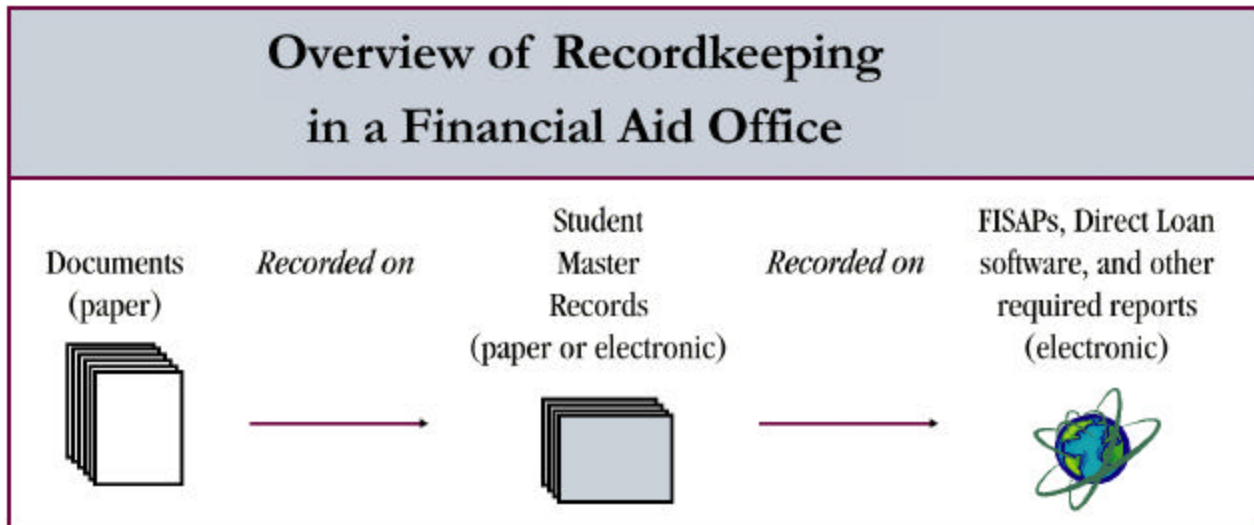 Overview of Recordkeeping
in a Financial Aid Office
Documents
(paper)
Recorded on
Student
Master
Records
(paper or electronic)
Recorded on
FISAPs, Direct Loan
software, and other
required reports
(electronic)